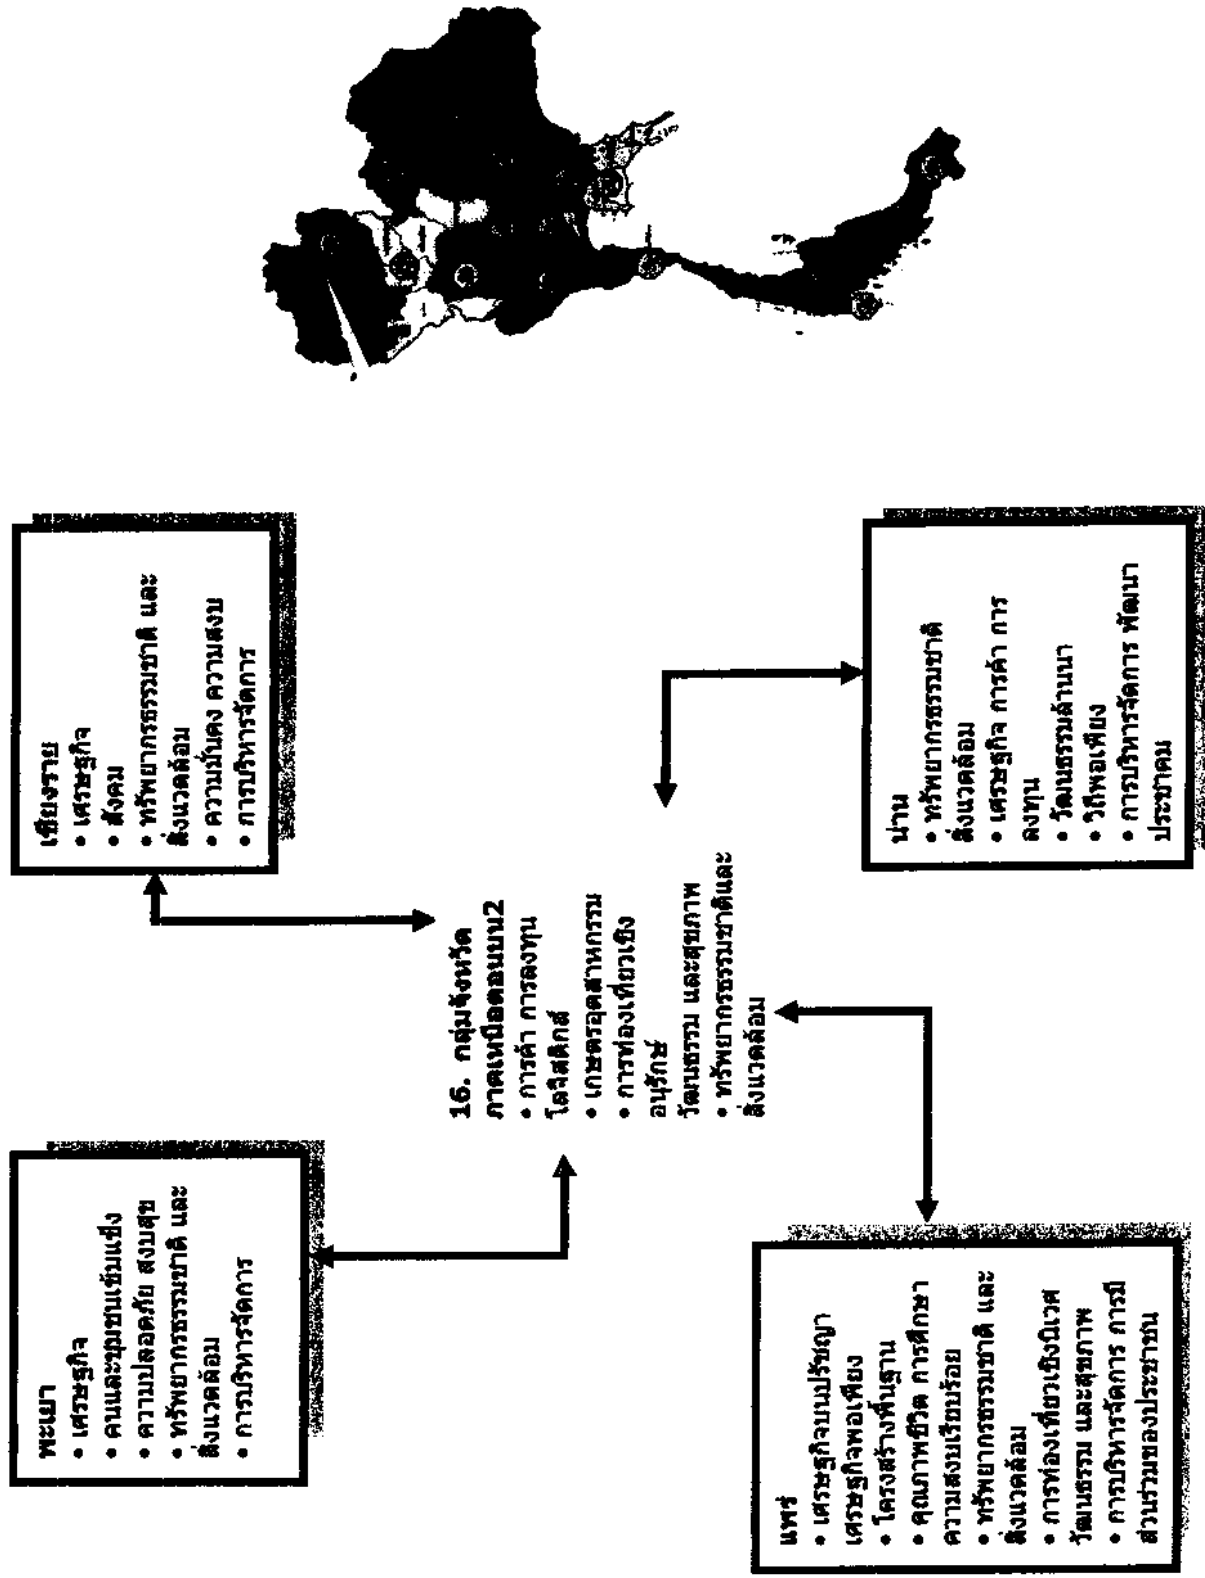 พะเยา
• เศรษฐกิจ
• คนและชุมชนเข้มแข็ง
• ความปลอดภัย สงบสุข
• ทรัพยากรธรรมชาติ และ
สิ่งแวดล้อม
• การบริหารจัดการ
เชียงราย
• เศรษฐกิจ
• สังคม
• ทรัพยากรธรรมชาติ และ
สิ่งแวดล้อม
• ความมั่นคง ความสงบ
• การบริหารจัดการ
16. กลุ่มจังหวัด
ภาคเหนือตอนบน2
• การค้า การลงทุน
โลจิสติกส์
• เกษตรอุตสาหกรรม
• การท่องเที่ยวเชิง
อนุรักษ์
วัฒนธรรม และสุขภาพ
• ทรัพยากรธรรมชาติและ
สิ่งแวดล้อม
แพร่
• เศรษฐกิจบนปรัชญา
เศรษฐกิจพอเพียง
• โครงสร้างพื้นฐาน
• คุณภาพชีวิต การศึกษา
ความสงบเรียบร้อย
• ทรัพยากรธรรมชาติ และ
สิ่งแวดล้อม
• การท่องเที่ยวเชิงนิเวศ
วัฒนธรรม และสุขภาพ
• การบริหารจัดการ การมี
ส่วนร่วมของประชาชน
น่าน
• ทรัพยากรธรรมชาติ
สิ่งแวดล้อม
• เศรษฐกิจ การค้า การ
ลงทุน
• วัฒนธรรมล้านนา
• วิถีพอเพียง
• การบริหารจัดการ พัฒนา
ประชาคม